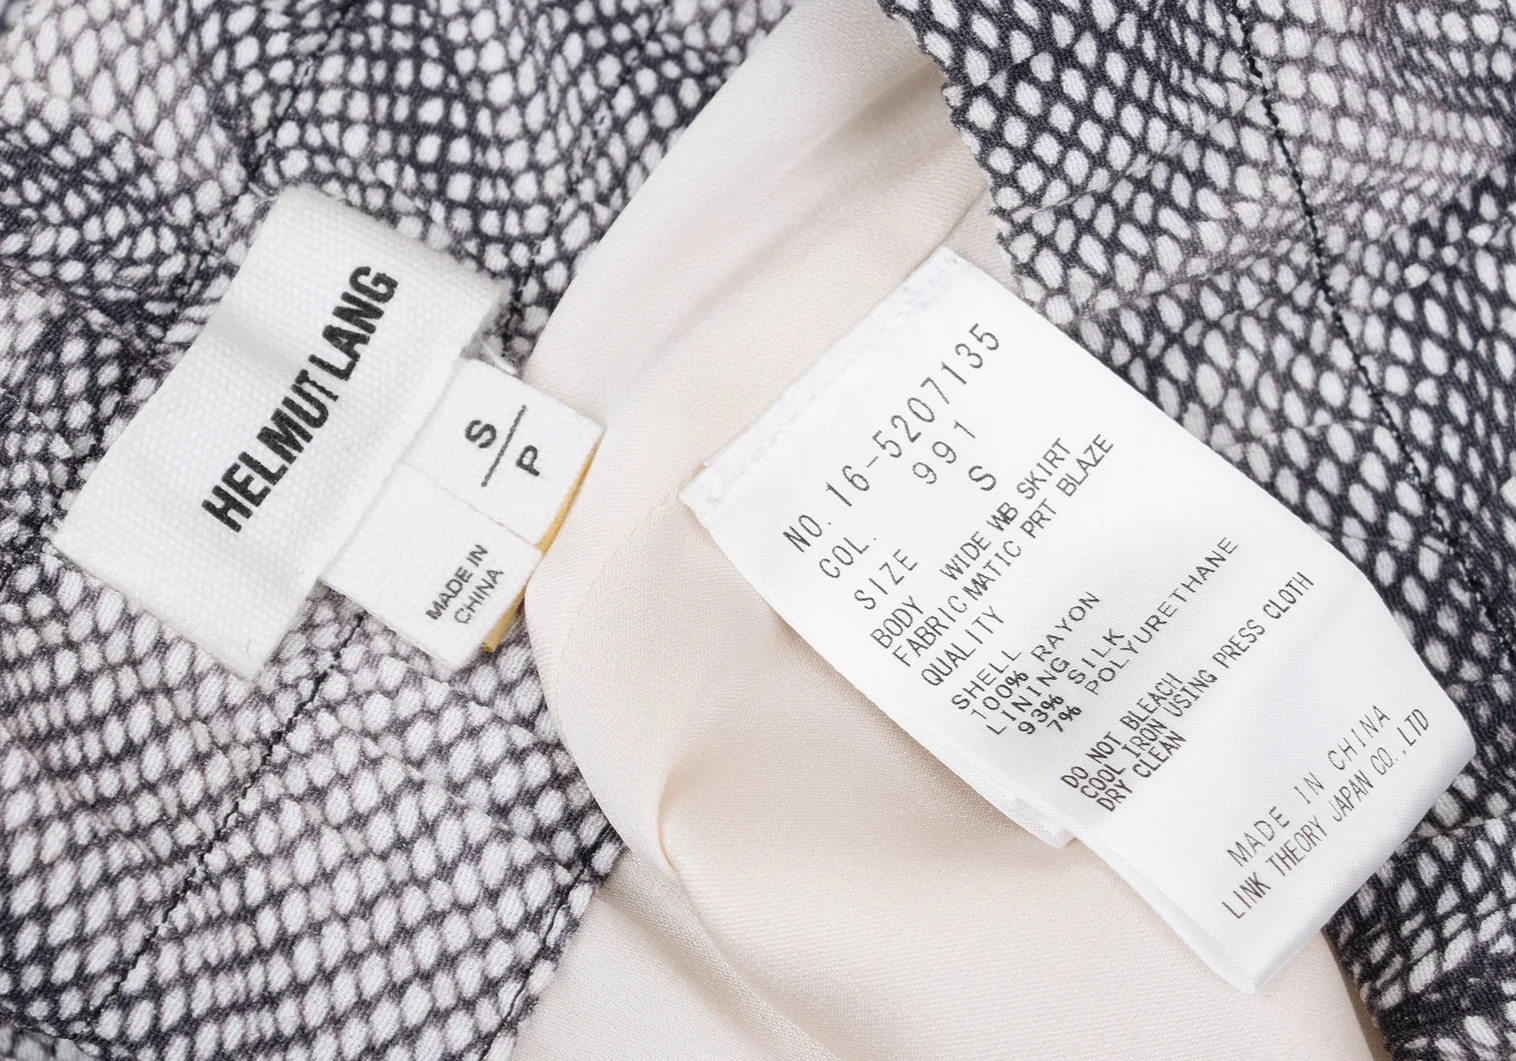 HELMUT LANG
S
P
MADE IN
CHINA
NO. 16-5207135
COL. 991
SIZE S
BODY WIDE WB SKIRT
FABRIC MATIC PRT BLAZE
QUALITY
SHELL
100% RAYON
LINING
93% SILK
7% POLYURETHANE
DO NOT BLEACH
COOL IRON USING PRESS CLOTH
DRY CLEAN
MADE IN CHINA
LINK THEORY JAPAN CO.,LTD